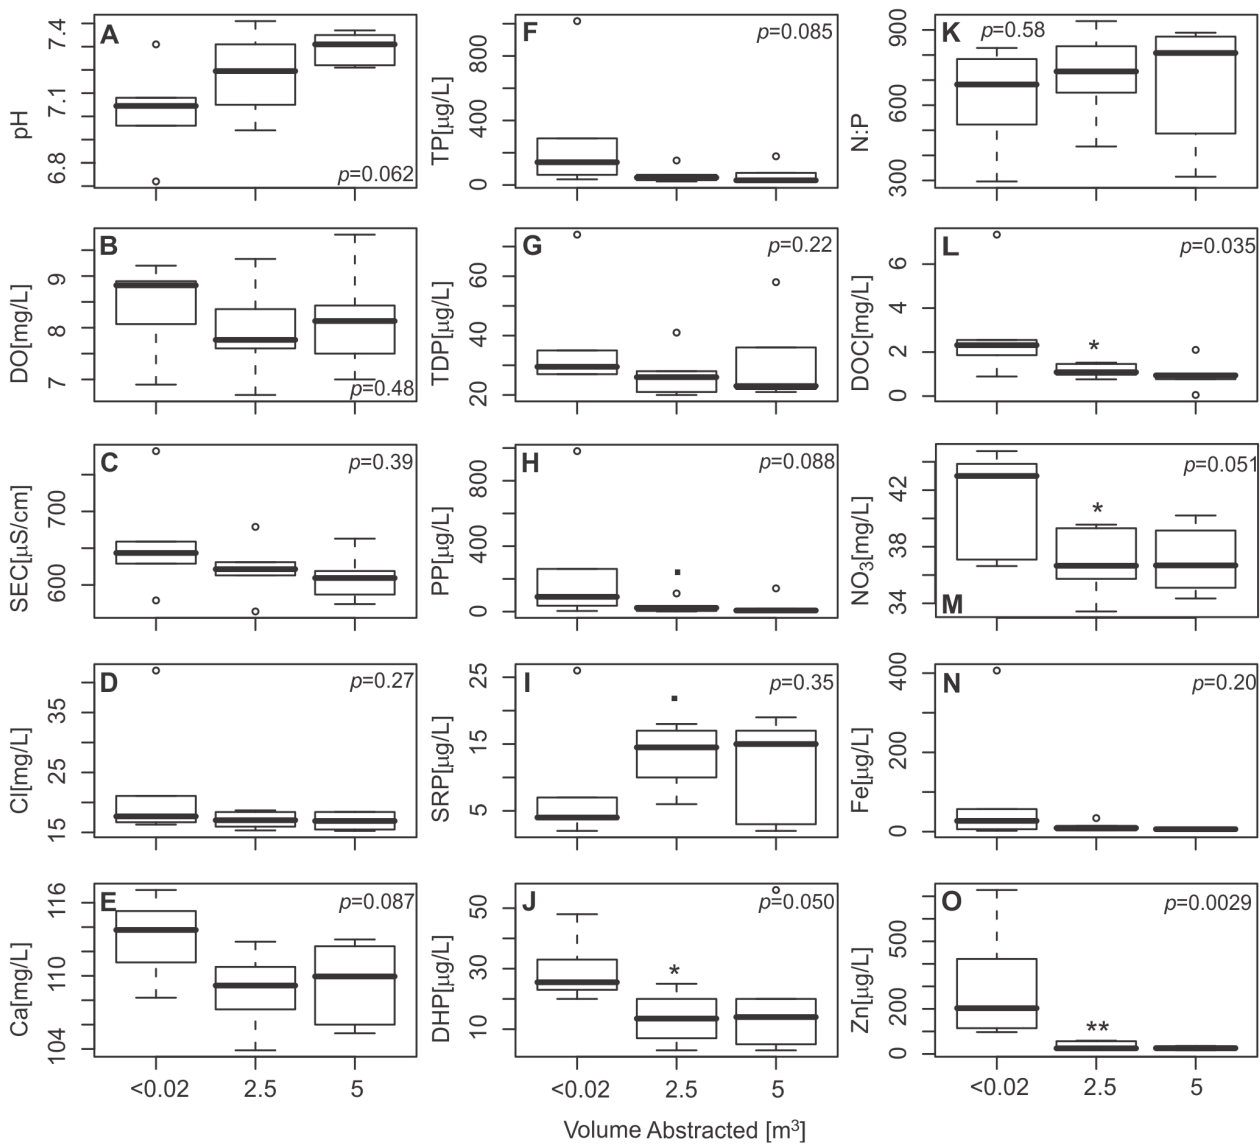 A
p=0.062
pH
6.8
7.1
7.4
F
p=0.085
TP[µg/L]
0
400
800
K
p=0.58
N:P
300
600
900
B
p=0.48
DO[mg/L]
7
8
9
G
p=0.22
TDP[µg/L]
20
40
60
L
p=0.035
*
DOC[mg/L]
0
2
4
6
C
p=0.39
SEC[µS/cm]
600
700
H
p=0.088
PP[µg/L]
0
400
800
M
p=0.051
*
NO3[mg/L]
34
38
42
D
p=0.27
Cl[mg/L]
15
25
35
I
p=0.35
SRP[µg/L]
5
15
25
N
p=0.20
Fe[µg/L]
0
200
400
E
p=0.087
Ca[mg/L]
104
110
116
J
p=0.050
*
DHP[µg/L]
10
30
50
O
p=0.0029
**
Zn[µg/L]
0
200
500
<0.02 2.5 5
<0.02 2.5 5
<0.02 2.5 5
Volume Abstracted [m³]